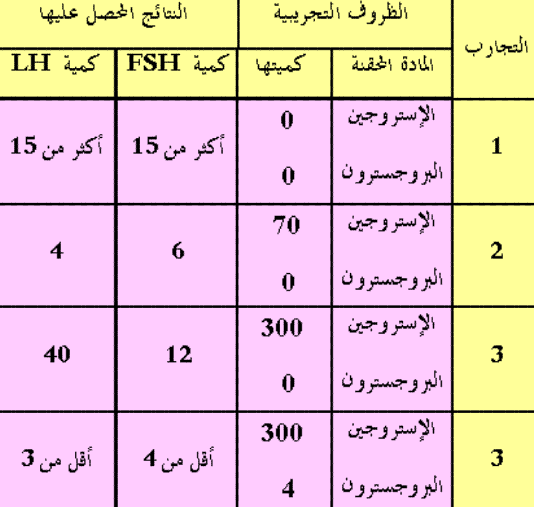 التجارب الظروف التجريبية النتائج المحصل عليها
المادة المحقنة كميتها كمية FSH كمية LH
1 الإستروجين 0 أكثر من 15 أكثر من 15
البروجسترون 0
2 الإستروجين 70 6 4
البروجسترون 0
3 الإستروجين 300 12 40
البروجسترون 0
3 الإستروجين 300 أقل من 4 أقل من 3
البروجسترون 4